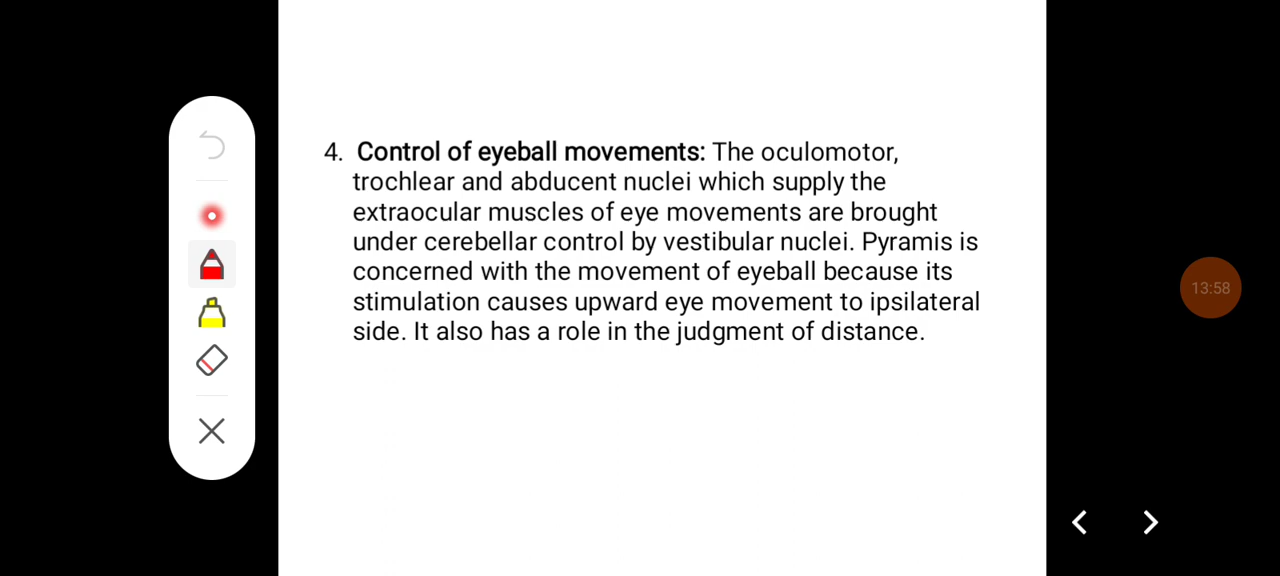 4. Control of eyeball movements: The oculomotor,
trochlear and abducent nuclei which supply the
extraocular muscles of eye movements are brought
under cerebellar control by vestibular nuclei. Pyramis is
concerned with the movement of eyeball because its
stimulation causes upward eye movement to ipsilateral
side. It also has a role in the judgment of distance.
13:58